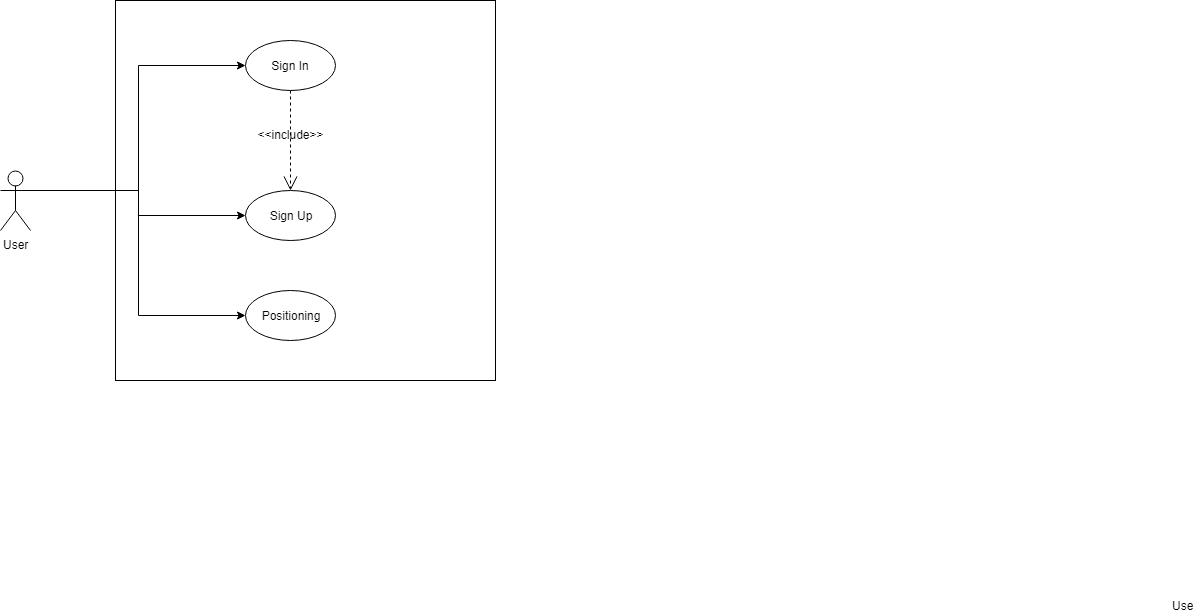 Sign In
<<include>>
Sign Up
User
Positioning
Use